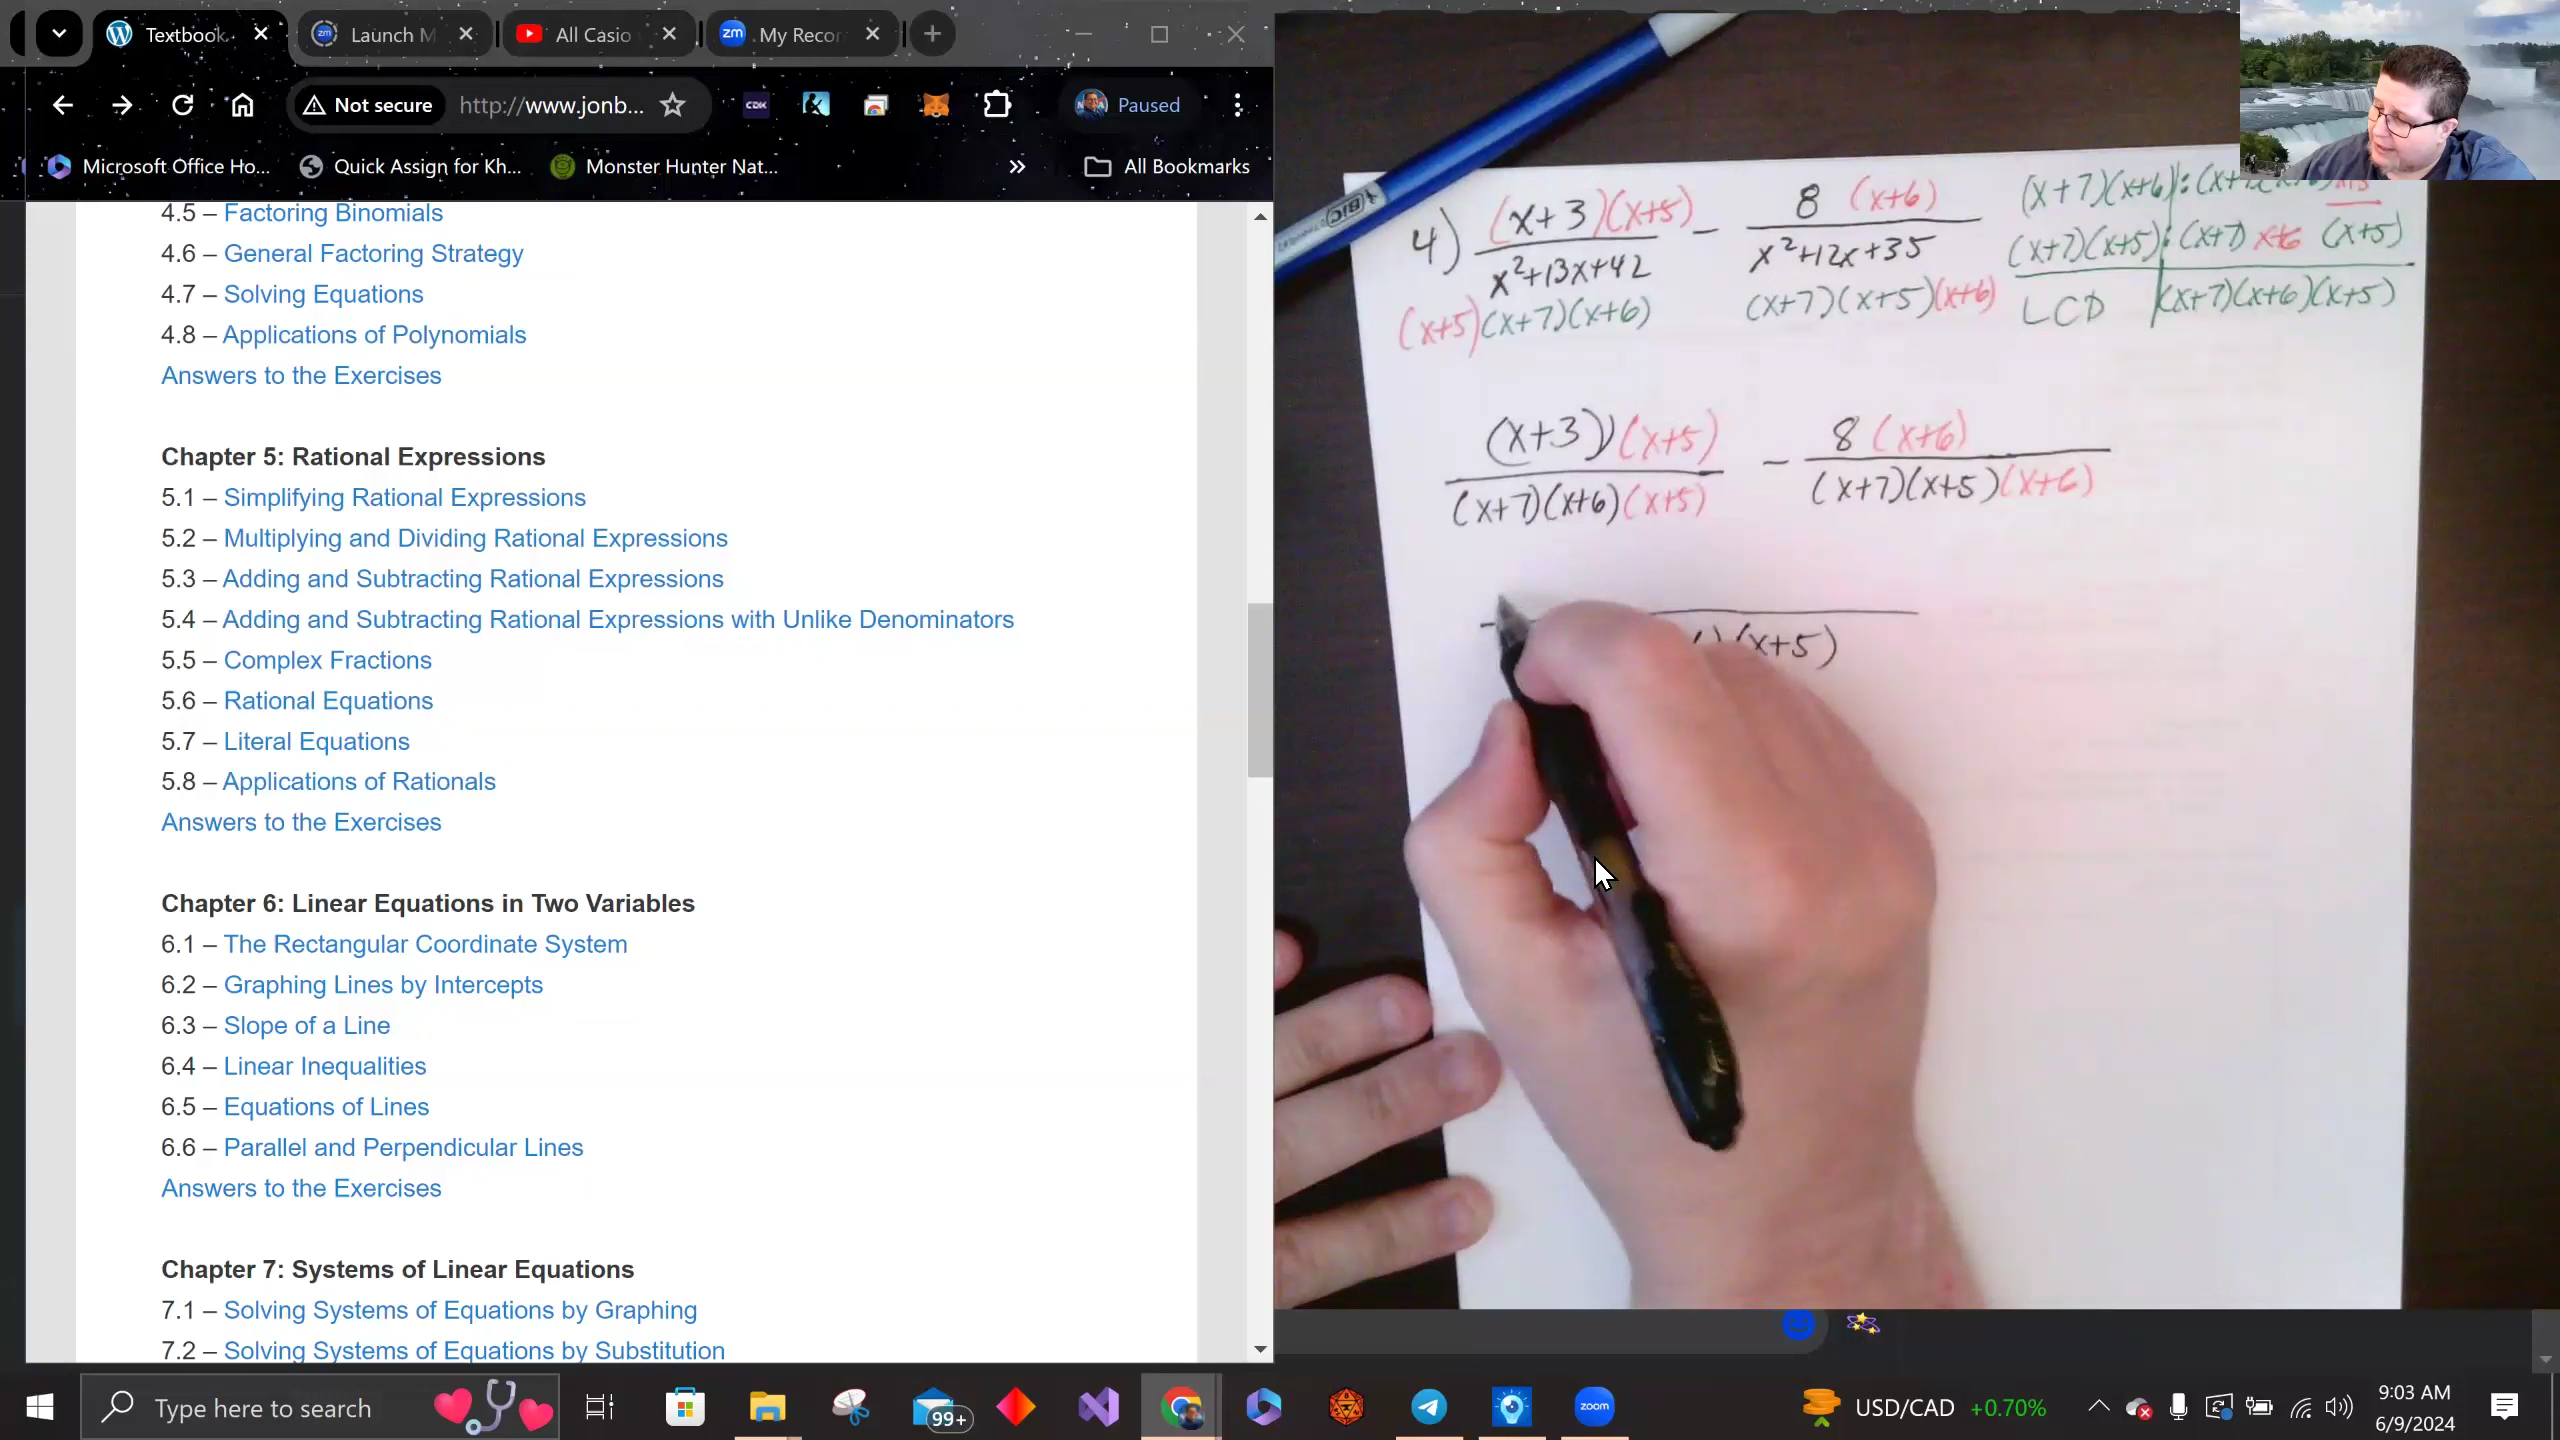 Textbook
Launch M
All Casio
My Recor
Not secure
http://www.jonb...
CDK
Paused
Microsoft Office Ho...
Quick Assign for Kh...
Monster Hunter Nat...
»
All Bookmarks
4.5 – Factoring Binomials
4.6 – General Factoring Strategy
4.7 – Solving Equations
4.8 – Applications of Polynomials
Answers to the Exercises
Chapter 5: Rational Expressions
5.1 – Simplifying Rational Expressions
5.2 – Multiplying and Dividing Rational Expressions
5.3 – Adding and Subtracting Rational Expressions
5.4 – Adding and Subtracting Rational Expressions with Unlike Denominators
5.5 – Complex Fractions
5.6 – Rational Equations
5.7 – Literal Equations
5.8 – Applications of Rationals
Answers to the Exercises
Chapter 6: Linear Equations in Two Variables
6.1 – The Rectangular Coordinate System
6.2 – Graphing Lines by Intercepts
6.3 – Slope of a Line
6.4 – Linear Inequalities
6.5 – Equations of Lines
6.6 – Parallel and Perpendicular Lines
Answers to the Exercises
Chapter 7: Systems of Linear Equations
7.1 – Solving Systems of Equations by Graphing
7.2 – Solving Systems of Equations by Substitution
BIC
4) (x+3)(x+5) – 8 (x+6)
x²+13x+42 x²+12x+35
(x+5)(x+7)(x+6) (x+7)(x+5)(x+6)
(x+7)(x+6):
(x+7)(x+5): (x+7) x+6 (x+5)
LCD (x+7)(x+6)(x+5)
(x+3))(x+5) – 8 (x+6)
(x+7)(x+6)(x+5) (x+7)(x+5)(x+6)
(x+5)
Type here to search
99+
zoom
USD/CAD +0.70%
9:03 AM
6/9/2024